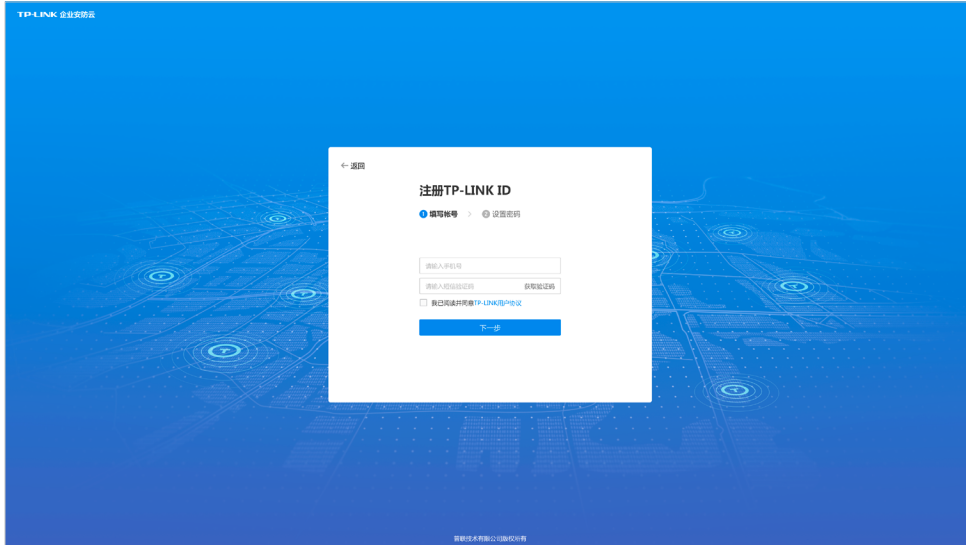 TP-LINK 企业安防云
← 返回
注册TP-LINK ID
1 填写帐号 > 2 设置密码
请输入手机号
请输入短信验证码 获取验证码
我已阅读并同意TP-LINK用户协议
下一步
普联技术有限公司版权所有